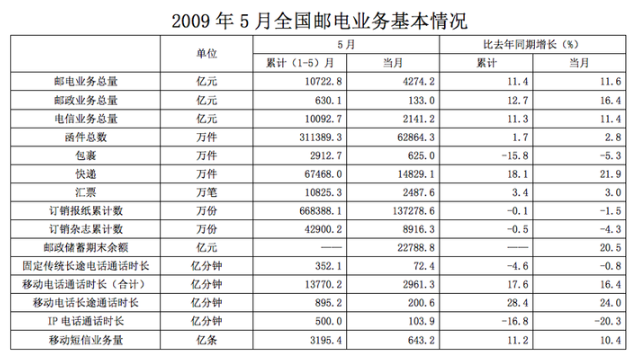 2009 年 5 月全国邮电业务基本情况
单位 5 月 比去年同期增长（%）
累计（1-5）月 当月 累计 当月
邮电业务总量 亿元 10722.8 4274.2 11.4 11.6
邮政业务总量 亿元 630.1 133.0 12.7 16.4
电信业务总量 亿元 10092.7 2141.2 11.3 11.4
函件总数 万件 311389.3 62864.3 1.7 2.8
包裹 万件 2912.7 625.0 -15.8 -5.3
快递 万件 67468.0 14829.1 18.1 21.9
汇票 万笔 10825.3 2487.6 3.4 3.0
订销报纸累计数 万份 668388.1 137278.6 -0.1 -1.5
订销杂志累计数 万份 42900.2 8916.3 -0.5 -4.3
邮政储蓄期末余额 亿元 —— 22788.8 —— 20.5
固定传统长途电话通话时长 亿分钟 352.1 72.4 -4.6 -0.8
移动电话通话时长（合计） 亿分钟 13770.2 2961.3 17.6 16.4
移动电话长途通话时长 亿分钟 895.2 200.6 28.4 24.0
IP 电话通话时长 亿分钟 500.0 103.9 -16.8 -20.3
移动短信业务量 亿条 3195.4 643.2 11.2 10.4